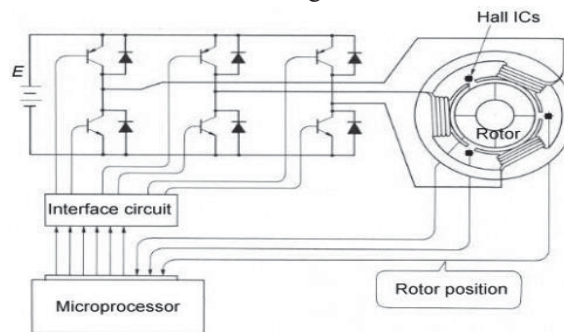 Hall ICs
E
Rotor
Interface circuit
Rotor position
Microprocessor